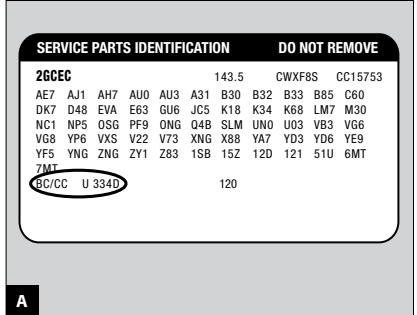 SERVICE PARTS IDENTIFICATION DO NOT REMOVE
2GCEC 143.5 CWXF8S CC15753
AE7 AJ1 AH7 AU0 AU3 A31 B30 B32 B33 B85 C60
DK7 D48 EVA E63 GU6 JC5 K18 K34 K68 LM7 M30
NC1 NP5 OSG PF9 ONG Q4B SLM UN0 U03 VB3 VG6
VG8 YP6 VXS V22 V73 XNG X88 YA7 YD3 YD6 YE9
YF5 YNG ZNG ZY1 Z83 1SB 15Z 12D 121 51U 6MT
7MT
BC/CC U 334D 120
A